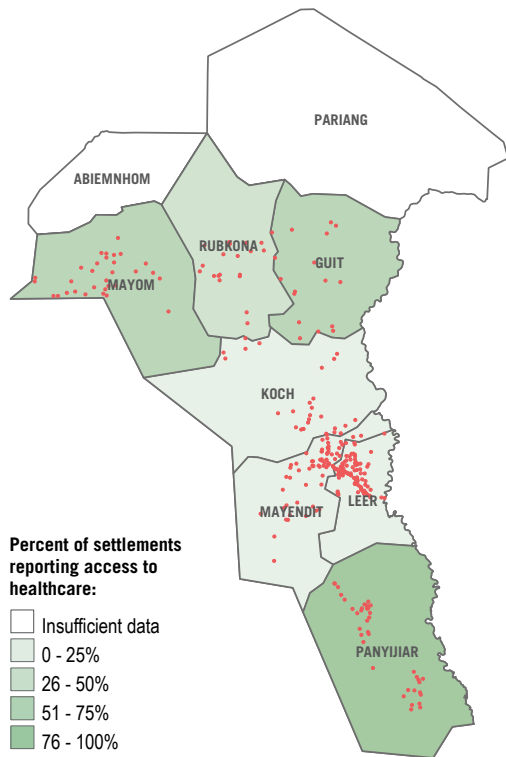 PARIANG
ABIEMNHOM
RUBKONA
GUIT
MAYOM
KOCH
MAYENDIT
LEER
PANYIJIAR
Percent of settlements
reporting access to
healthcare:
Insufficient data
0 - 25%
26 - 50%
51 - 75%
76 - 100%